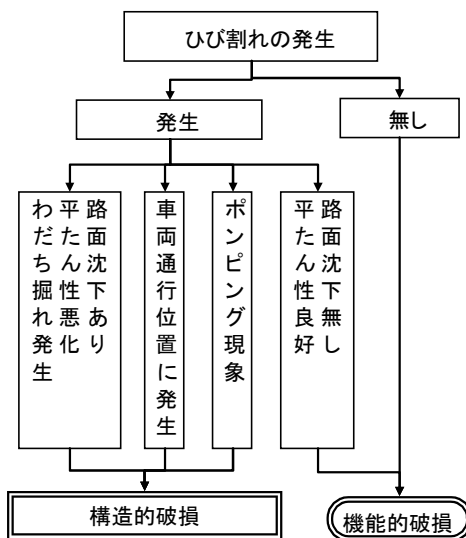 ひび割れの発生
発生
無し
路面沈下あり
平たん性悪化
わだち掘れ発生
車両通行位置に発生
ポンピング現象
路面沈下無し
平たん性良好
構造的破損
機能的破損